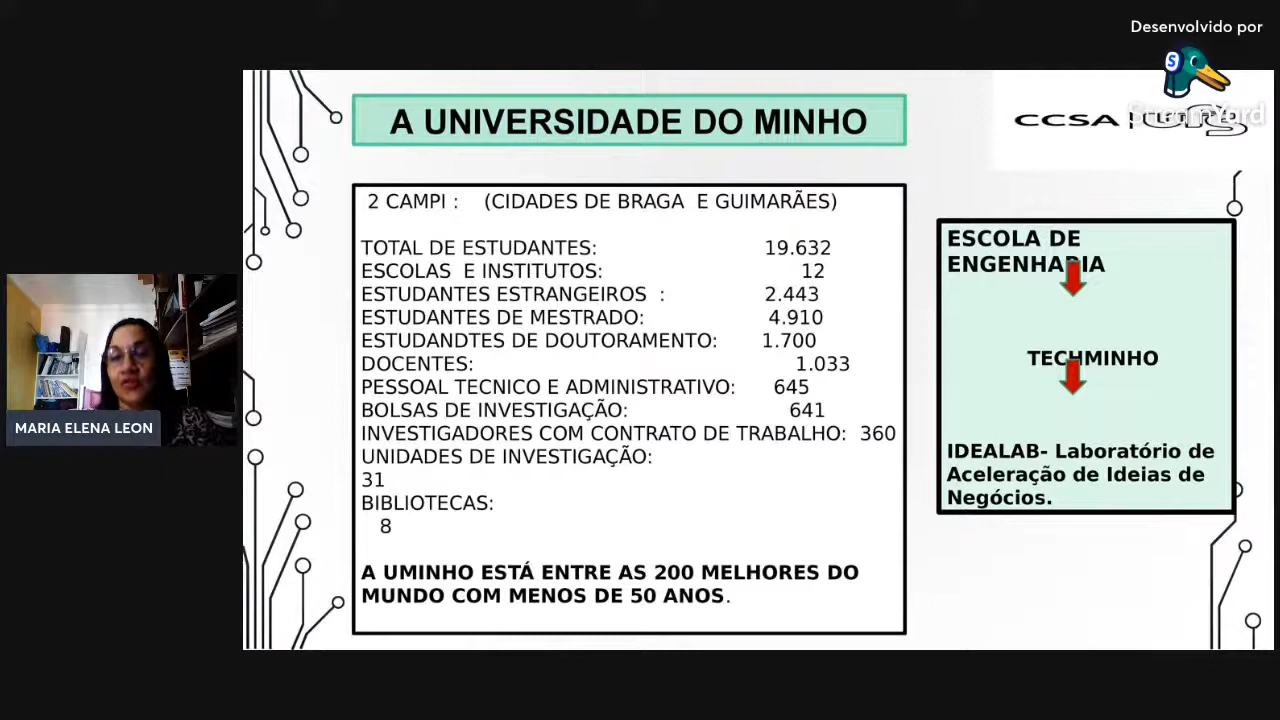 Desenvolvido por
StreamYard
A UNIVERSIDADE DO MINHO
CCSA
2 CAMPI : (CIDADES DE BRAGA E GUIMARÃES)
TOTAL DE ESTUDANTES: 19.632
ESCOLAS E INSTITUTOS: 12
ESTUDANTES ESTRANGEIROS : 2.443
ESTUDANTES DE MESTRADO: 4.910
ESTUDANDTES DE DOUTORAMENTO: 1.700
DOCENTES: 1.033
PESSOAL TECNICO E ADMINISTRATIVO: 645
BOLSAS DE INVESTIGAÇÃO: 641
INVESTIGADORES COM CONTRATO DE TRABALHO: 360
UNIDADES DE INVESTIGAÇÃO:
31
BIBLIOTECAS:
8
A UMINHO ESTÁ ENTRE AS 200 MELHORES DO
MUNDO COM MENOS DE 50 ANOS.
ESCOLA DE
ENGENHARIA
TECHMINHO
IDEALAB- Laboratório de
Aceleração de Ideias de
Negócios.
MARIA ELENA LEON